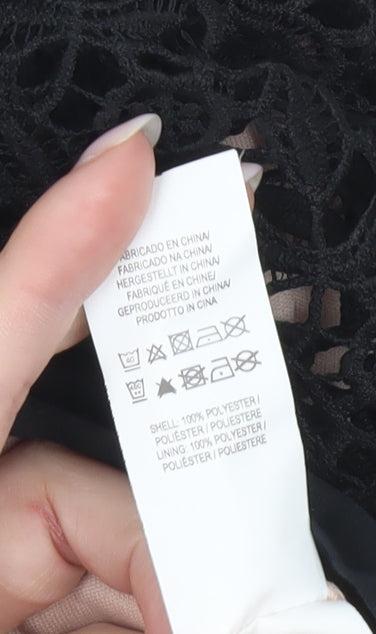 FABRICADO EN CHINA/
FABRICADO NA CHINA/
HERGESTELLT IN CHINA/
FABRIQUÉ EN CHINE/
GEPRODUCEERD IN CHINA/
PRODOTTO IN CINA
40
SHELL: 100% POLYESTER /
POLIÉSTER / POLIESTERE
LINING: 100% POLYESTER /
POLIÉSTER / POLIESTERE